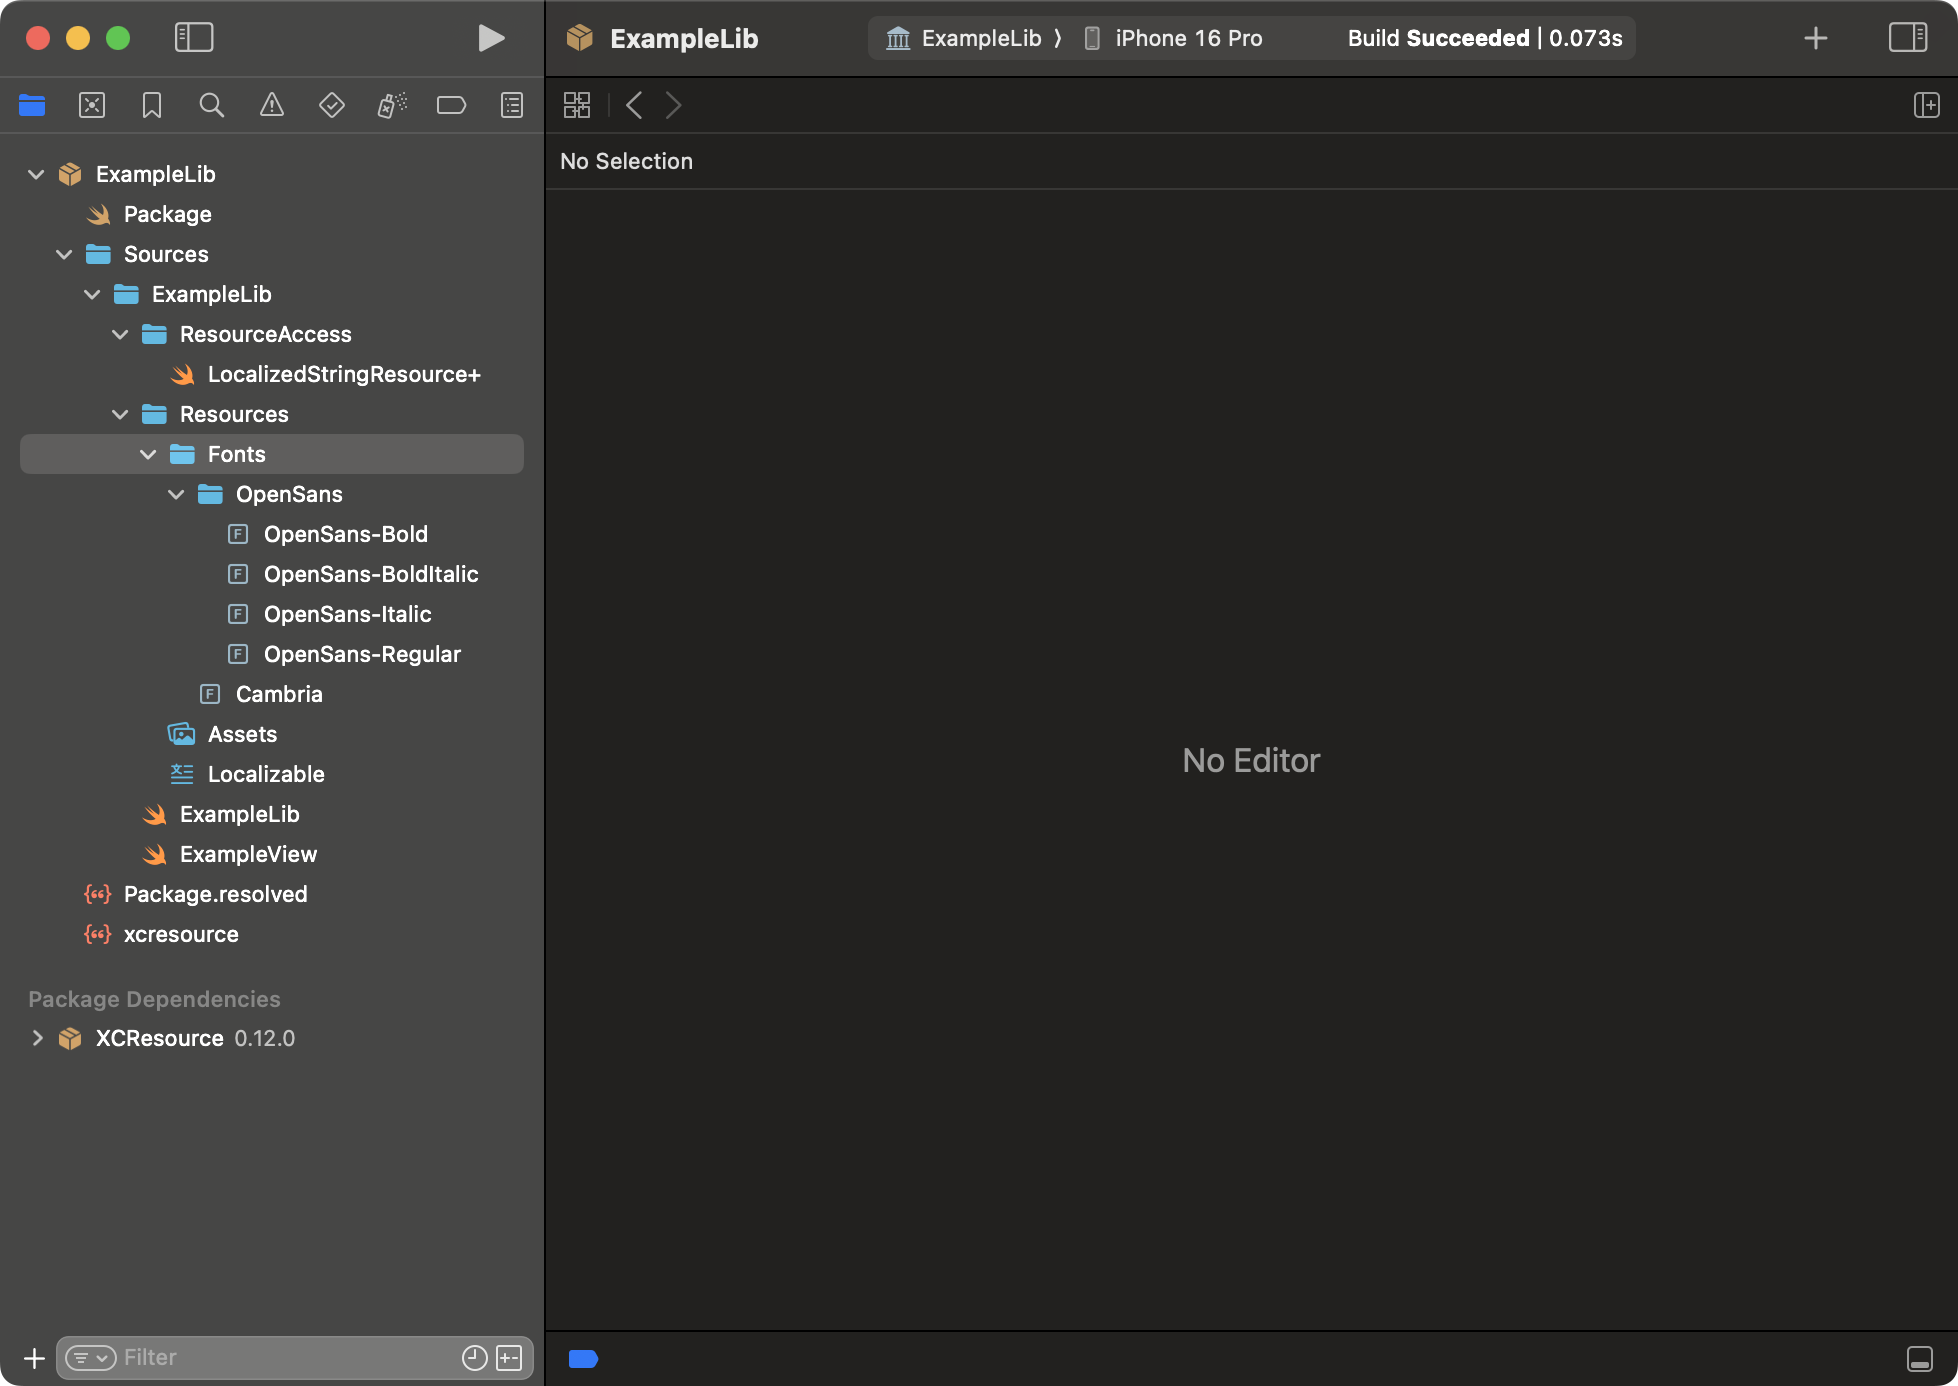 ExampleLib
ExampleLib ⟩ iPhone 16 Pro
Build Succeeded | 0.073s
No Selection
ExampleLib
Package
Sources
ExampleLib
ResourceAccess
LocalizedStringResource+
Resources
Fonts
OpenSans
F OpenSans-Bold
F OpenSans-BoldItalic
F OpenSans-Italic
F OpenSans-Regular
F Cambria
Assets
Localizable
ExampleLib
ExampleView
Package.resolved
xcresource
Package Dependencies
XCResource 0.12.0
Filter
No Editor